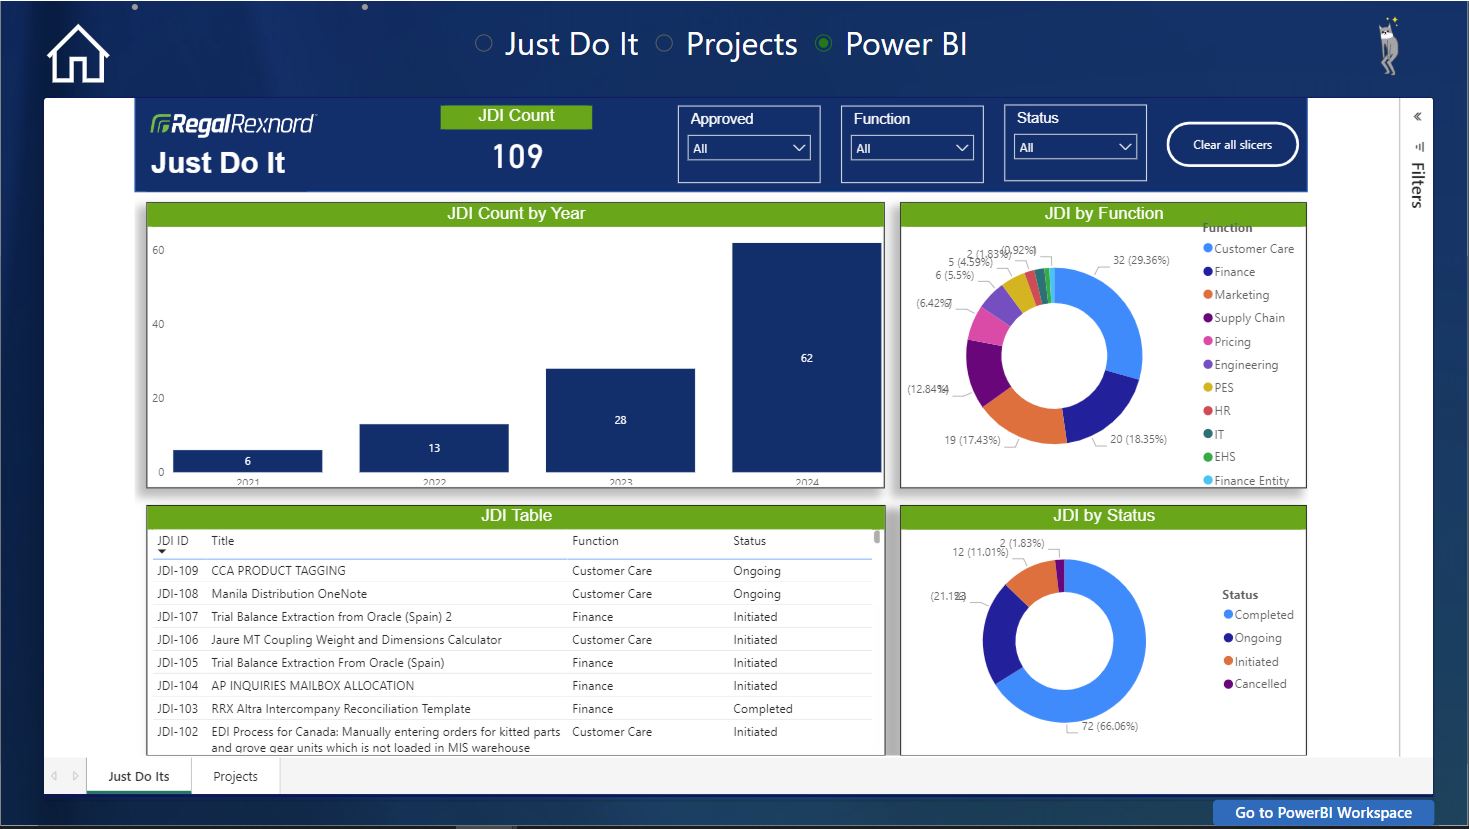 Just Do It
Projects
Power BI
RegalRexnord
Just Do It
JDI Count
109
Approved
All
Function
All
Status
All
Clear all slicers
Filters
JDI Count by Year
60
40
20
0
6
13
28
62
2021
2022
2023
2024
JDI by Function
2 (1.83%)
(0.92%)
5 (4.59%)
6 (5.5%)
(6.42%)
(12.84%)
19 (17.43%)
20 (18.35%)
32 (29.36%)
Function
Customer Care
Finance
Marketing
Supply Chain
Pricing
Engineering
PES
HR
IT
EHS
Finance Entity
JDI Table
JDI ID Title Function Status
JDI-109 CCA PRODUCT TAGGING Customer Care Ongoing
JDI-108 Manila Distribution OneNote Customer Care Ongoing
JDI-107 Trial Balance Extraction from Oracle (Spain) 2 Finance Initiated
JDI-106 Jaure MT Coupling Weight and Dimensions Calculator Customer Care Initiated
JDI-105 Trial Balance Extraction From Oracle (Spain) Finance Initiated
JDI-104 AP INQUIRIES MAILBOX ALLOCATION Finance Initiated
JDI-103 RRX Altra Intercompany Reconciliation Template Finance Completed
JDI-102 EDI Process for Canada: Manually entering orders for kitted parts Customer Care Initiated
and grove gear units which is not loaded in MIS warehouse
JDI by Status
2 (1.83%)
12 (11.01%)
72 (66.06%)
Status
Completed
Ongoing
Initiated
Cancelled
Just Do Its
Projects
Go to PowerBI Workspace